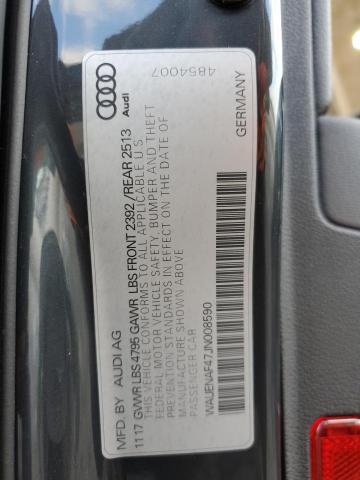 MFD. BY AUDI AG
11 17 GVWR LBS 4795 GAWR LBS FRONT 2392 / REAR 2513
THIS VEHICLE CONFORMS TO ALL APPLICABLE U S
FEDERAL MOTOR VEHICLE SAFETY, BUMPER AND THEFT
PREVENTION STANDARDS IN EFFECT ON THE DATE OF
MANUFACTURE SHOWN ABOVE
PASSENGER CAR
WAUENAF47JN008590
GERMANY
Audi
4854007